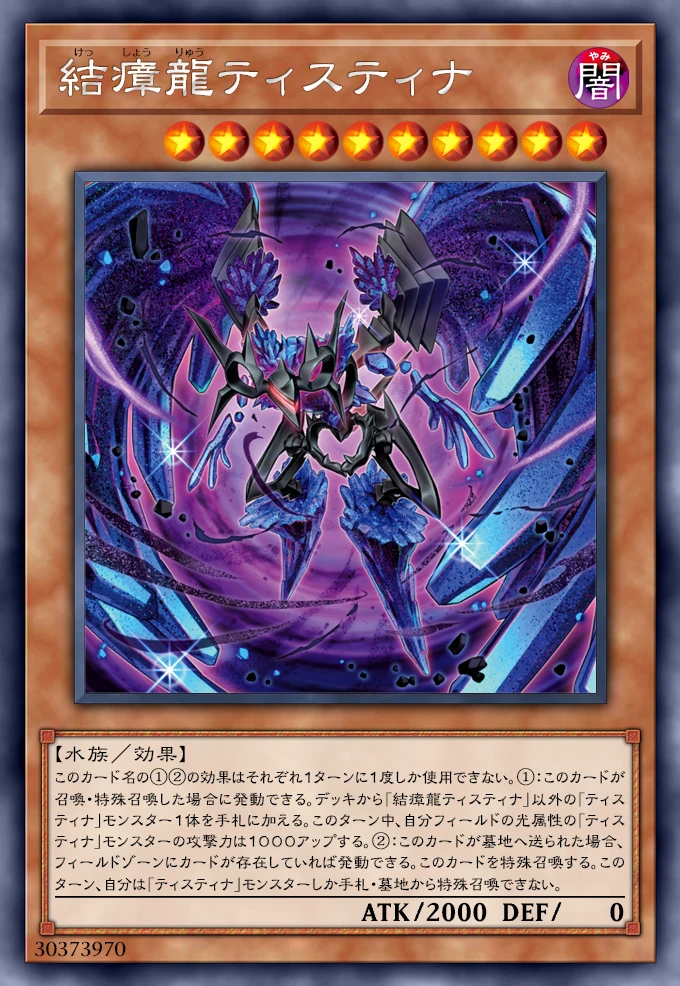 けっ しょう りゅう
結瘴龍ティスティナ
やみ
闇
【水族／効果】
このカード名の①②の効果はそれぞれ1ターンに1度しか使用できない。①：このカードが
召喚・特殊召喚した場合に発動できる。デッキから「結瘴龍ティスティナ」以外の「ティス
ティナ」モンスター1体を手札に加える。このターン中、自分フィールドの光属性の「ティス
ティナ」モンスターの攻撃力は１０００アップする。②：このカードが墓地へ送られた場合、
フィールドゾーンにカードが存在していれば発動できる。このカードを特殊召喚する。この
ターン、自分は「ティスティナ」モンスターしか手札・墓地から特殊召喚できない。
ATK/2000 DEF/ 0
30373970